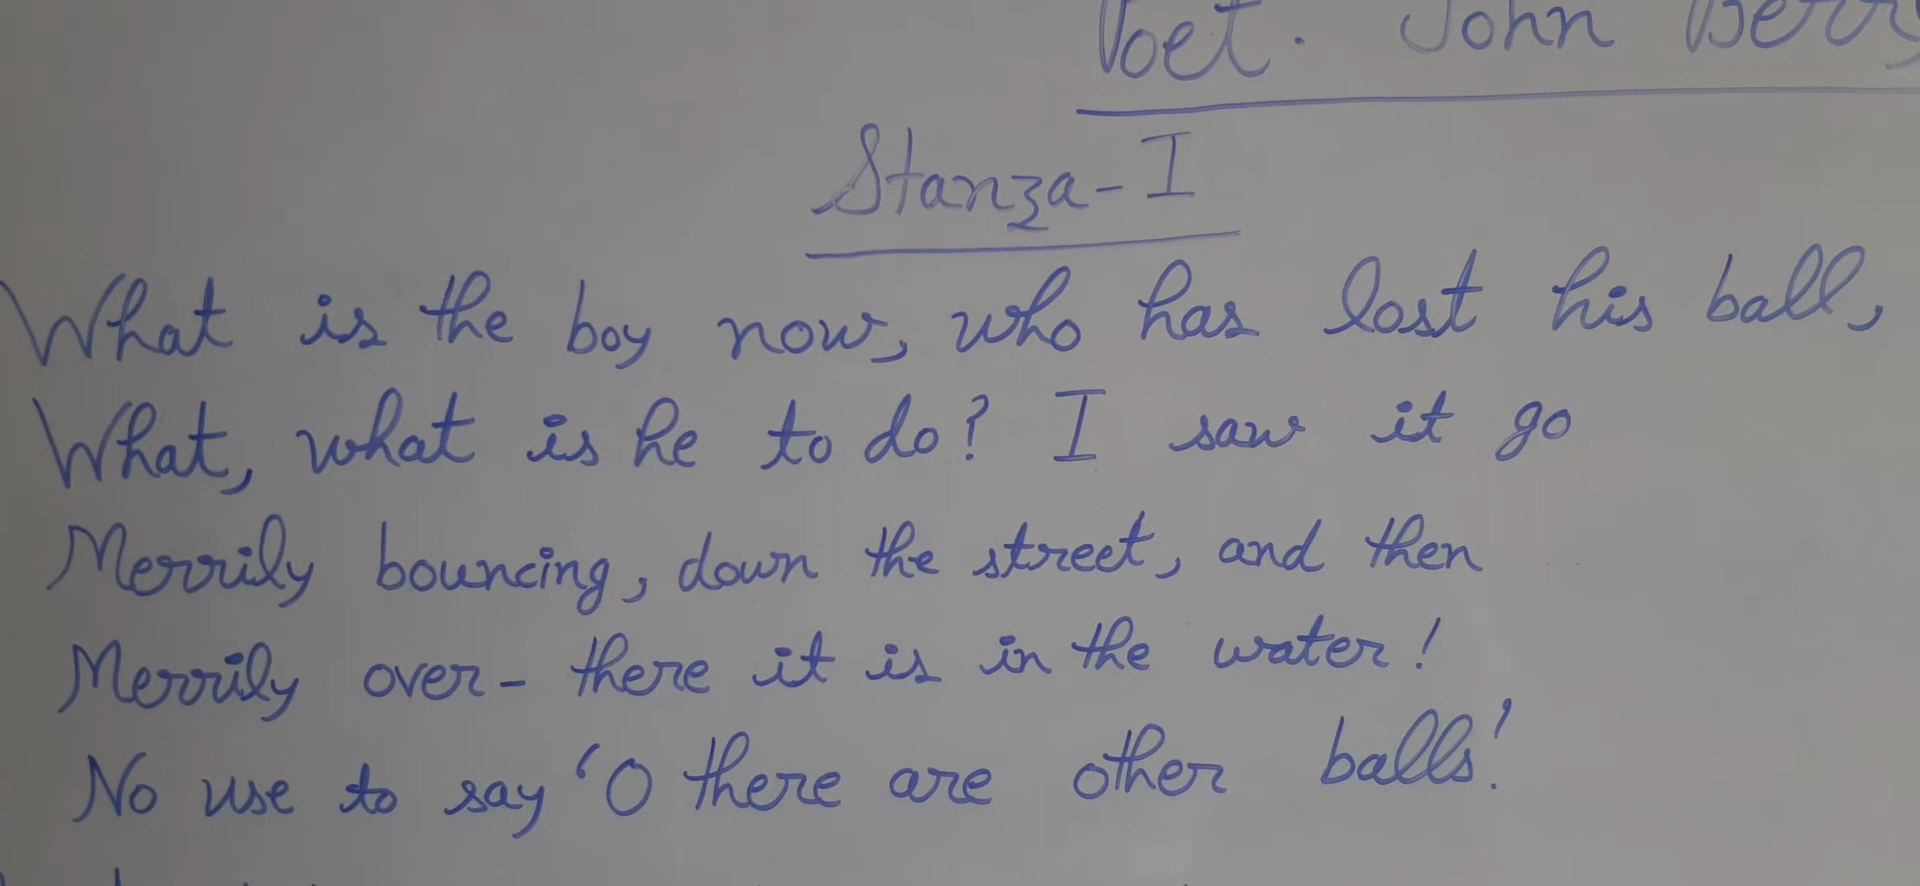 Poet. John
Stanza-I
What is the boy now, who has lost his ball,
What, what is he to do? I saw it go
Merrily bouncing, down the street, and then
Merrily over- there it is in the water!
No use to say 'O there are other balls'.